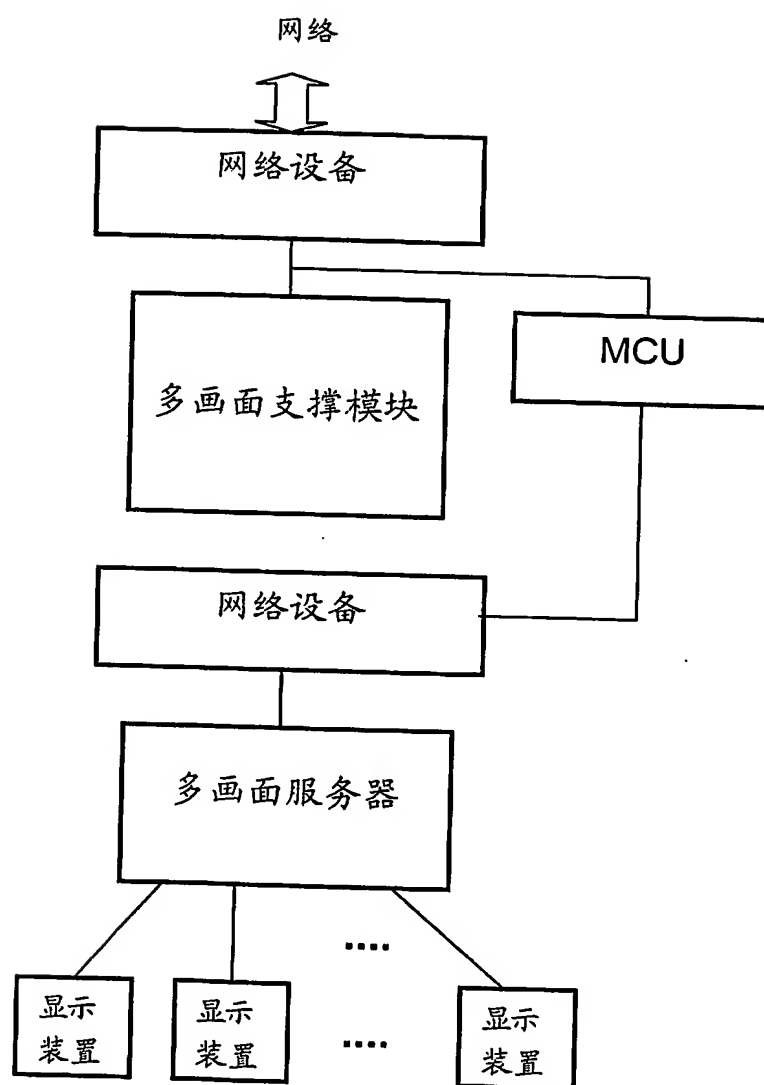 网络
网络设备
多画面支撑模块
MCU
网络设备
多画面服务器
....
显示
装置
显示
装置
....
显示
装置